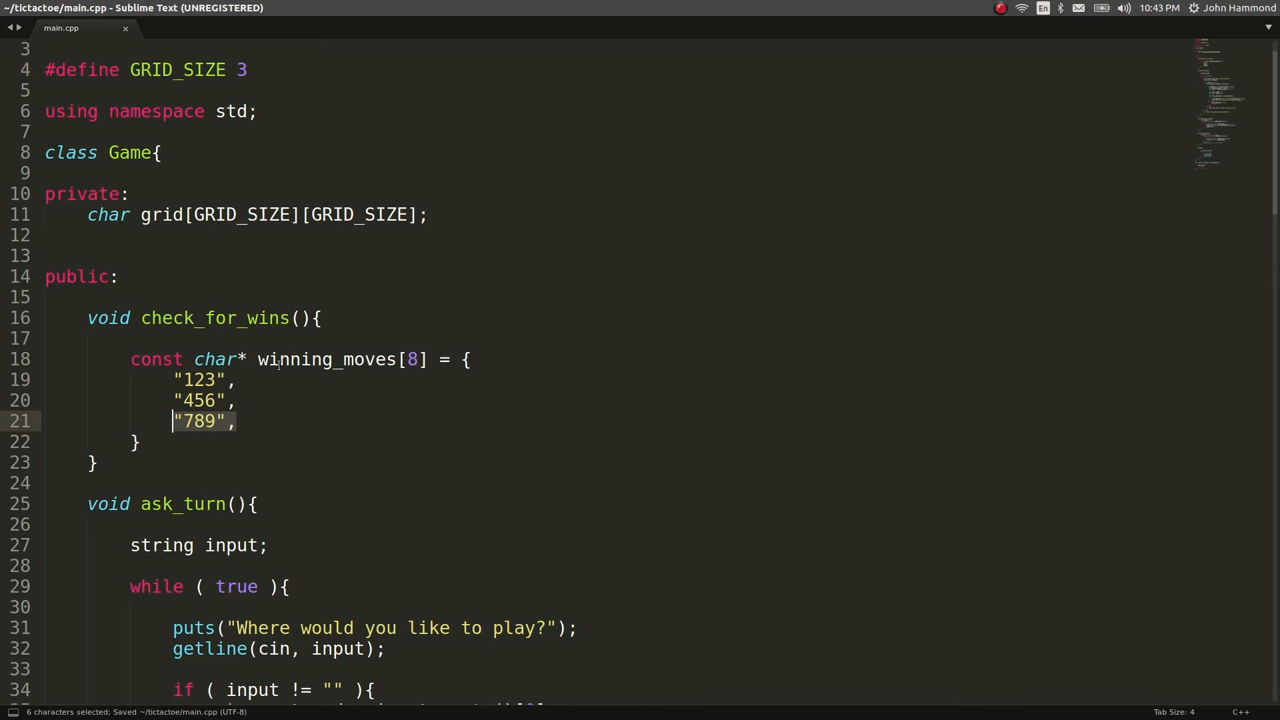 ~/tictactoe/main.cpp - Sublime Text (UNREGISTERED)
En
10:43 PM
John Hammond
main.cpp
3
4 #define GRID_SIZE 3
5
6 using namespace std;
7
8 class Game{
9
10 private:
11 char grid[GRID_SIZE][GRID_SIZE];
12
13
14 public:
15
16 void check_for_wins(){
17
18 const char* winning_moves[8] = {
19 "123",
20 "456",
21 "789",
22 }
23 }
24
25 void ask_turn(){
26
27 string input;
28
29 while ( true ){
30
31 puts("Where would you like to play?");
32 getline(cin, input);
33
34 if ( input != "" ){
6 characters selected; Saved ~/tictactoe/main.cpp (UTF-8)
Tab Size: 4
C++